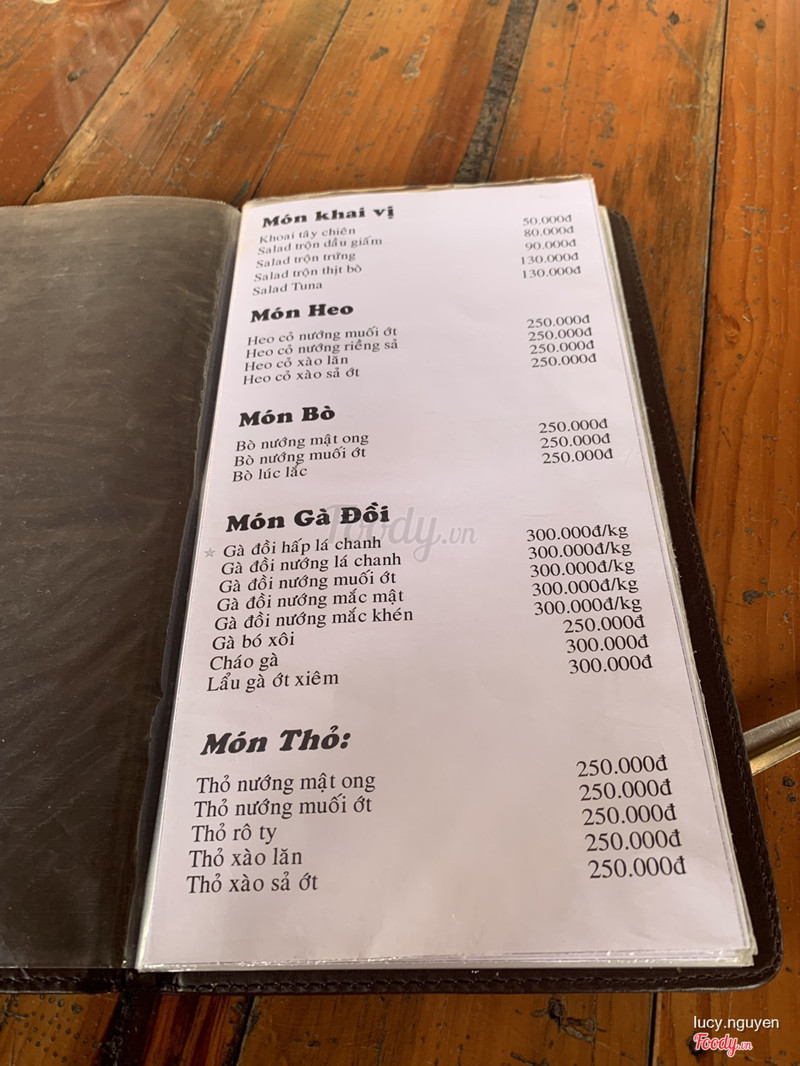 Món khai vị
Khoai tây chiên 50.000đ
Salad trộn dầu giấm 80.000đ
Salad trộn trứng 90.000đ
Salad trộn thịt bò 130.000đ
Salad Tuna 130.000đ
Món Heo
Heo cỏ nướng muối ớt 250.000đ
Heo cỏ nướng riềng sả 250.000đ
Heo cỏ xào lăn 250.000đ
Heo cỏ xào sả ớt 250.000đ
Món Bò
Bò nướng mật ong 250.000đ
Bò nướng muối ớt 250.000đ
Bò lúc lắc 250.000đ
Món Gà Đồi
Gà đồi hấp lá chanh 300.000đ/kg
Gà đồi nướng lá chanh 300.000đ/kg
Gà đồi nướng muối ớt 300.000đ/kg
Gà đồi nướng mắc mật 300.000đ/kg
Gà đồi nướng mắc khén 300.000đ/kg
Gà bó xôi 250.000đ
Cháo gà 300.000đ
Lẩu gà ớt xiêm 300.000đ
Món Thỏ:
Thỏ nướng mật ong 250.000đ
Thỏ nướng muối ớt 250.000đ
Thỏ rô ty 250.000đ
Thỏ xào lăn 250.000đ
Thỏ xào sả ớt 250.000đ
Foody.vn
lucy.nguyen
Foody.vn